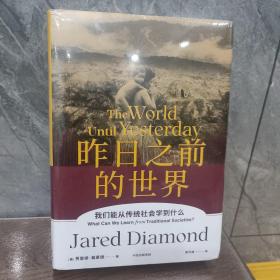 The World
Until Yesterday
昨日之前
的世界
我们能从传统社会学到什么
What Can We Learn from Traditional Societies?
Jared Diamond